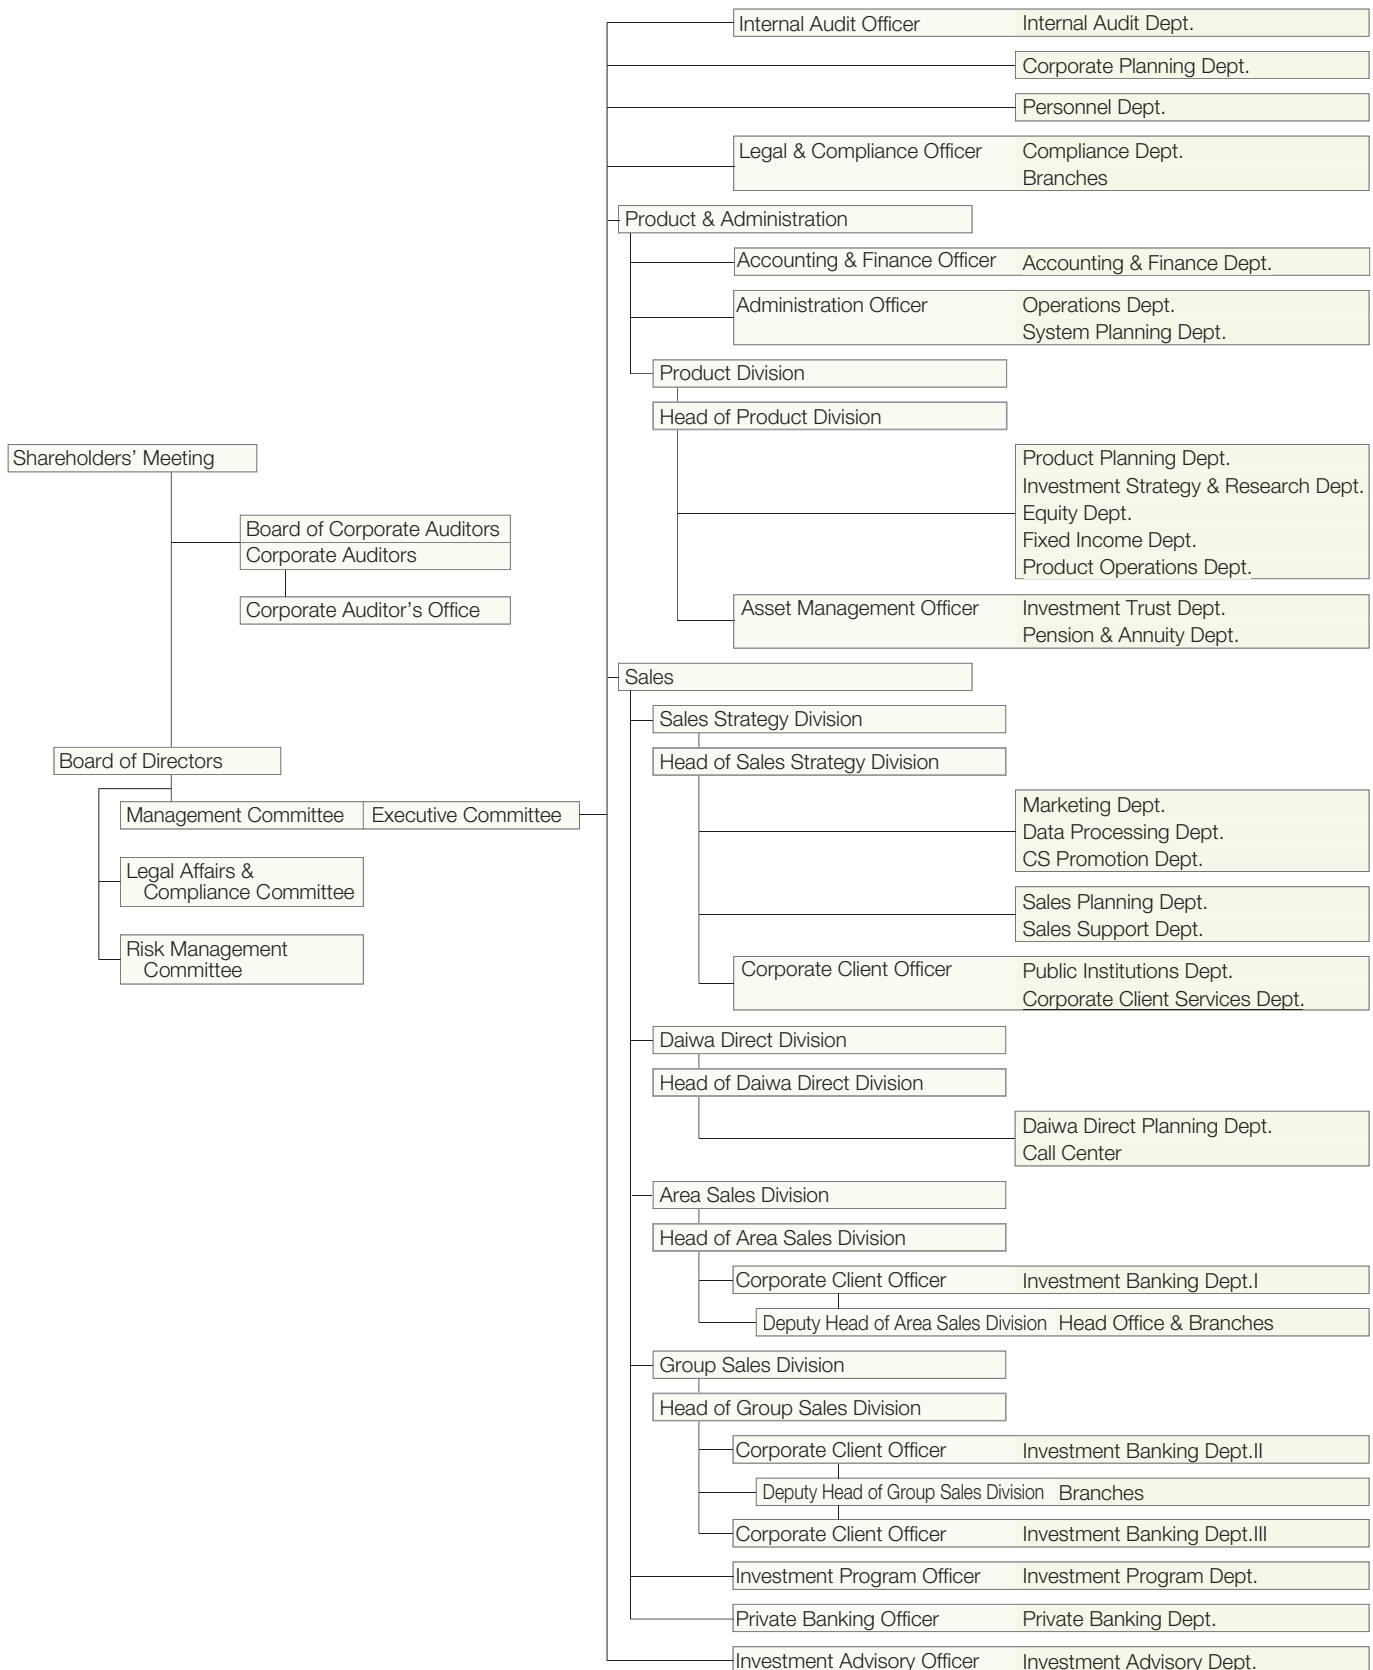 Internal Audit Officer Internal Audit Dept.
Corporate Planning Dept.
Personnel Dept.
Legal & Compliance Officer Compliance Dept.
Branches
Product & Administration
Accounting & Finance Officer Accounting & Finance Dept.
Administration Officer Operations Dept.
System Planning Dept.
Product Division
Head of Product Division
Shareholders’ Meeting
Product Planning Dept.
Investment Strategy & Research Dept.
Equity Dept.
Fixed Income Dept.
Product Operations Dept.
Board of Corporate Auditors
Corporate Auditors
Corporate Auditor’s Office
Asset Management Officer Investment Trust Dept.
Pension & Annuity Dept.
Sales
Sales Strategy Division
Head of Sales Strategy Division
Board of Directors
Management Committee Executive Committee
Legal Affairs &
Compliance Committee
Risk Management
Committee
Marketing Dept.
Data Processing Dept.
CS Promotion Dept.
Sales Planning Dept.
Sales Support Dept.
Corporate Client Officer Public Institutions Dept.
Corporate Client Services Dept.
Daiwa Direct Division
Head of Daiwa Direct Division
Daiwa Direct Planning Dept.
Call Center
Area Sales Division
Head of Area Sales Division
Corporate Client Officer Investment Banking Dept.I
Deputy Head of Area Sales Division Head Office & Branches
Group Sales Division
Head of Group Sales Division
Corporate Client Officer Investment Banking Dept.II
Deputy Head of Group Sales Division Branches
Corporate Client Officer Investment Banking Dept.III
Investment Program Officer Investment Program Dept.
Private Banking Officer Private Banking Dept.
Investment Advisory Officer Investment Advisory Dept.